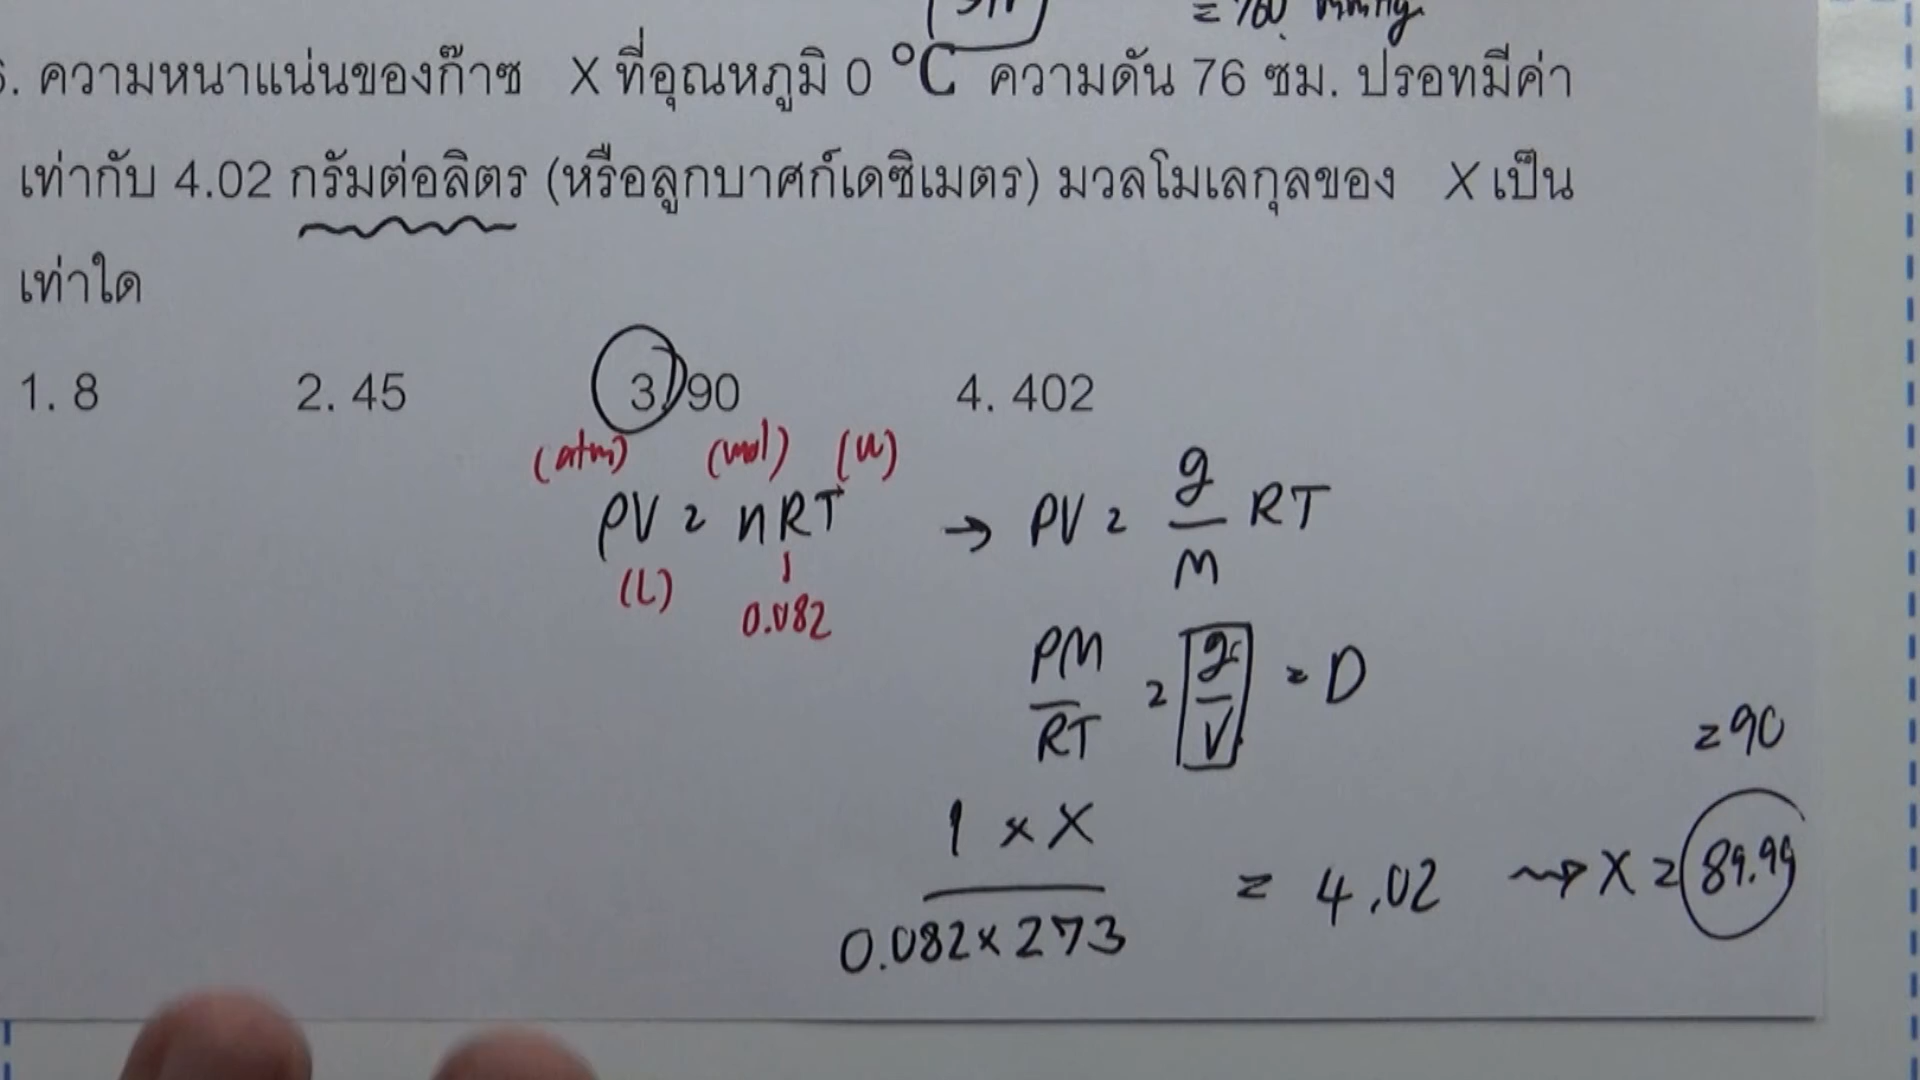 = 760 mmHg
. ความหนาแน่นของก๊าซ X ที่อุณหภูมิ 0 °C ความดัน 76 ซม. ปรอทมีค่า
เท่ากับ 4.02 กรัมต่อลิตร (หรือลูกบาศก์เดซิเมตร) มวลโมเลกุลของ X เป็น
เท่าใด
1. 8 2. 45 3. 90 4. 402
(atm) (mol) (K)
PV = nRT → PV = g/M RT
(L) 0.082
PM/RT = g/V = D
= 90
1 × X / 0.082 × 273 = 4.02 → X = 89.99